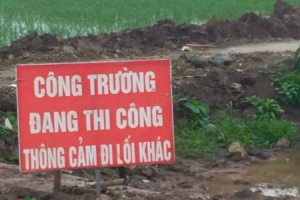 CÔNG TRƯỜNG
ĐANG THI CÔNG
THÔNG CẢM ĐI LỐI KHÁC